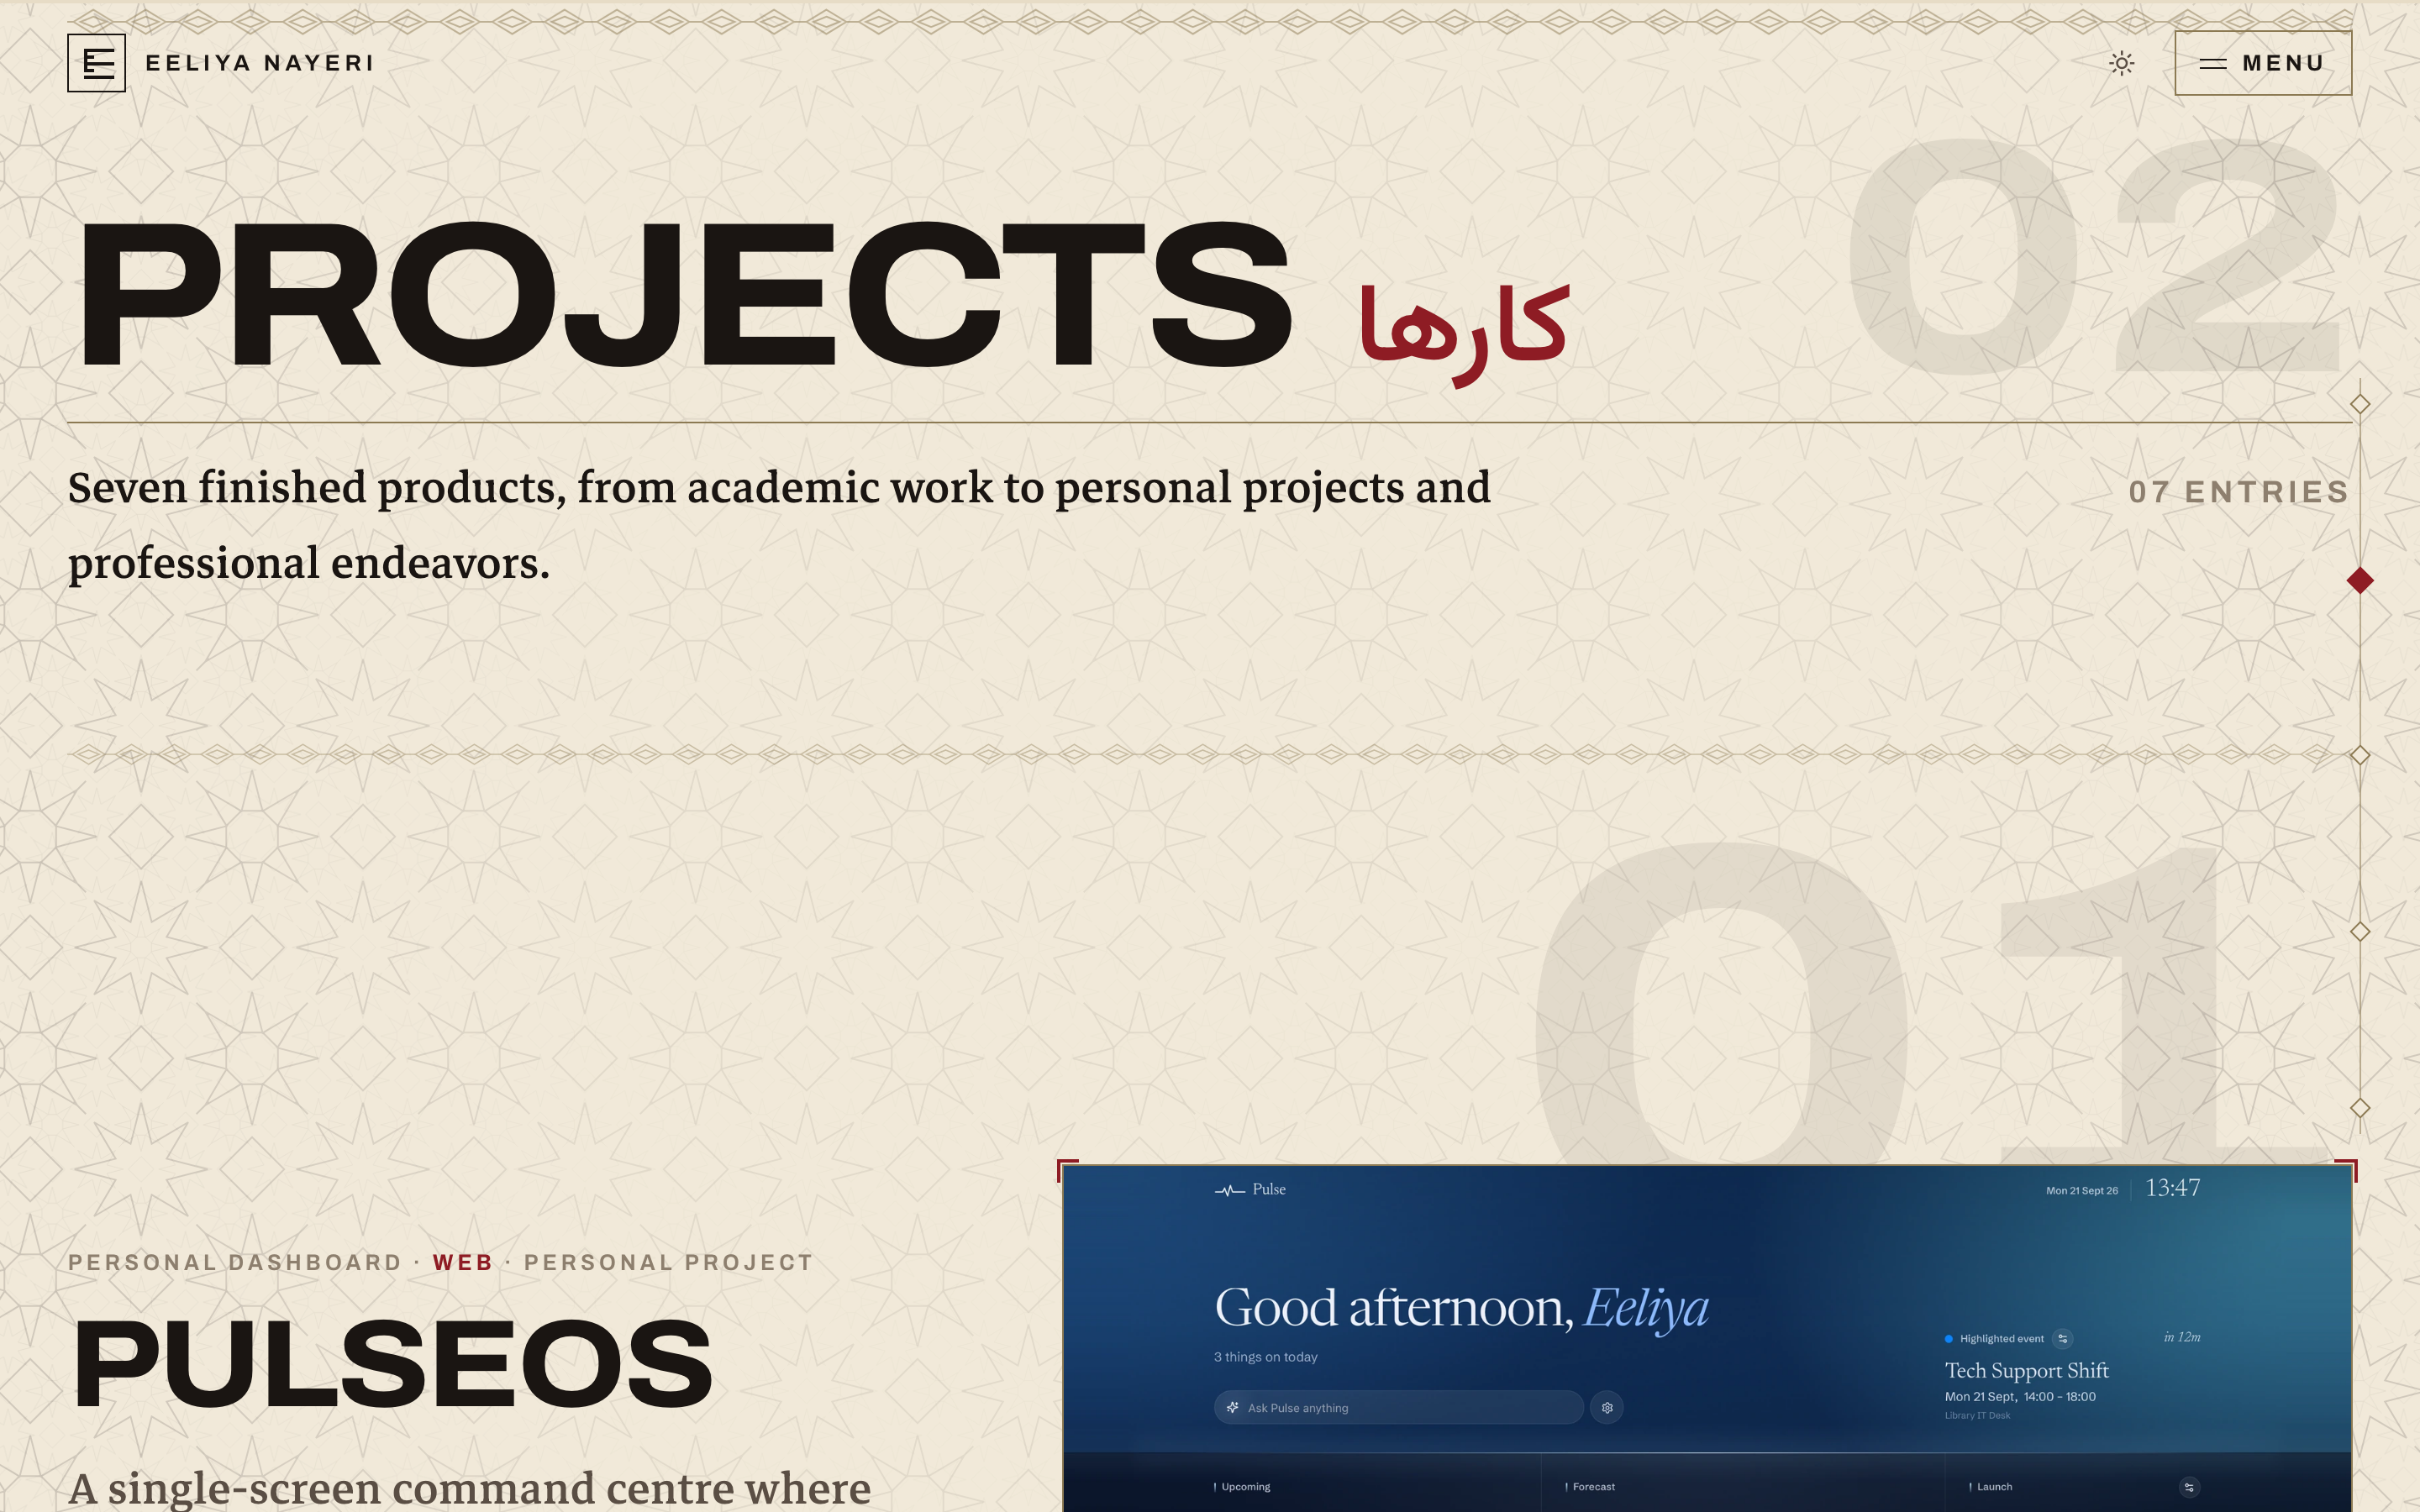 EELIYA NAYERI
MENU
02
PROJECTS کارها
Seven finished products, from academic work to personal projects and
professional endeavors.
07 ENTRIES
01
PERSONAL DASHBOARD · WEB · PERSONAL PROJECT
PULSEOS
A single-screen command centre where
Pulse
Mon 21 Sept 26
13:47
Good afternoon, Eeliya
3 things on today
Ask Pulse anything
Highlighted event
in 12m
Tech Support Shift
Mon 21 Sept, 14:00 – 18:00
Library IT Desk
Upcoming
Forecast
Launch